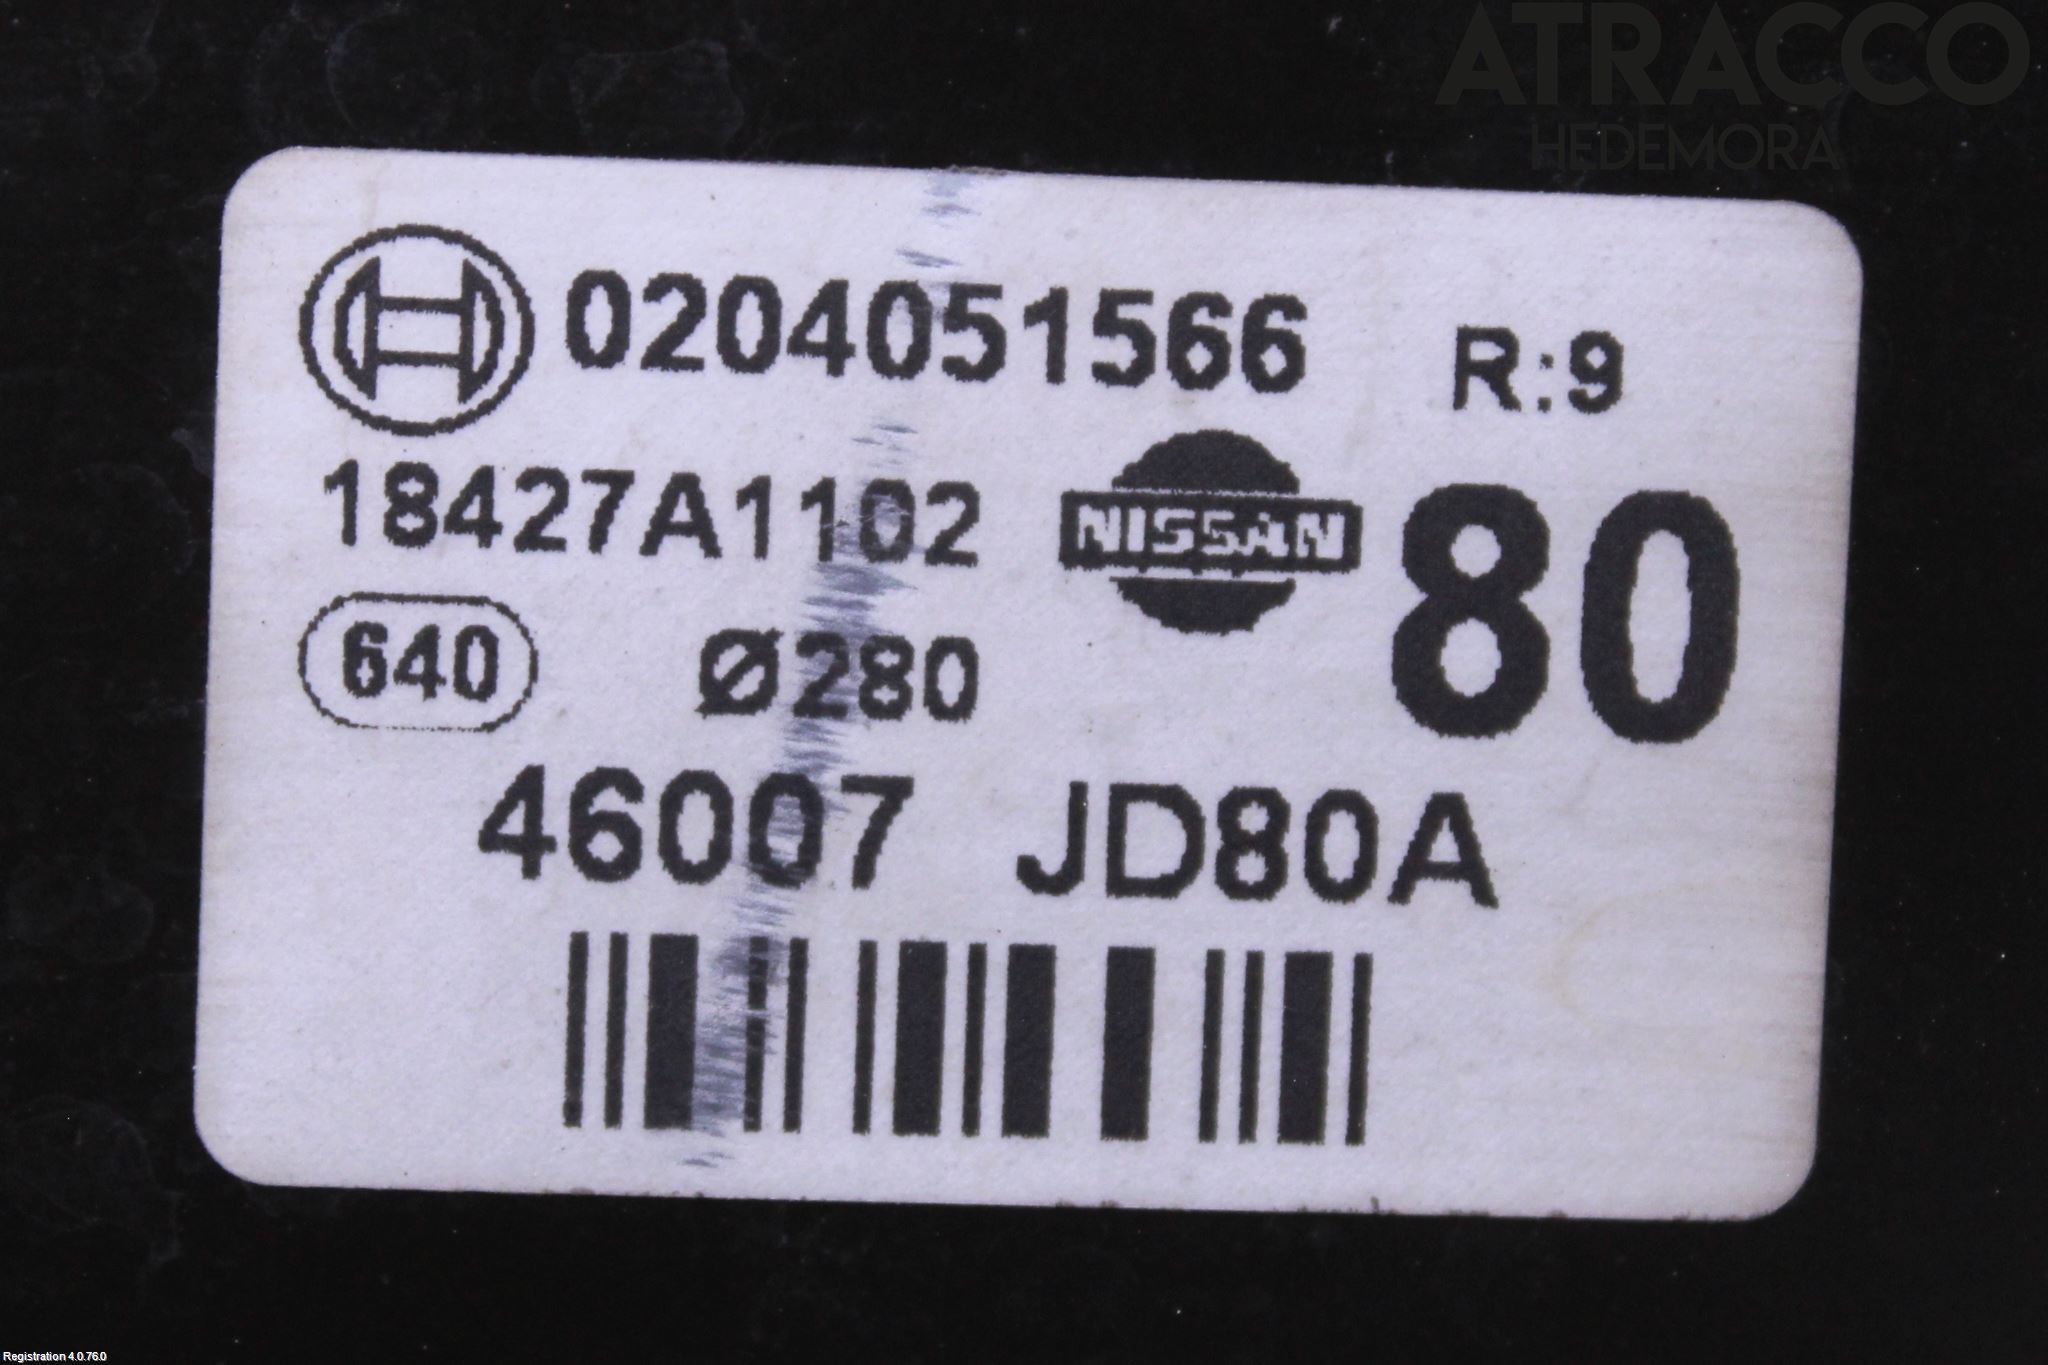 ATRACCO
HEDEMORA
0204051566 R:9
18427A1102 NISSAN 80
640 Ø280
46007 JD80A
Registration 4.0.76.0